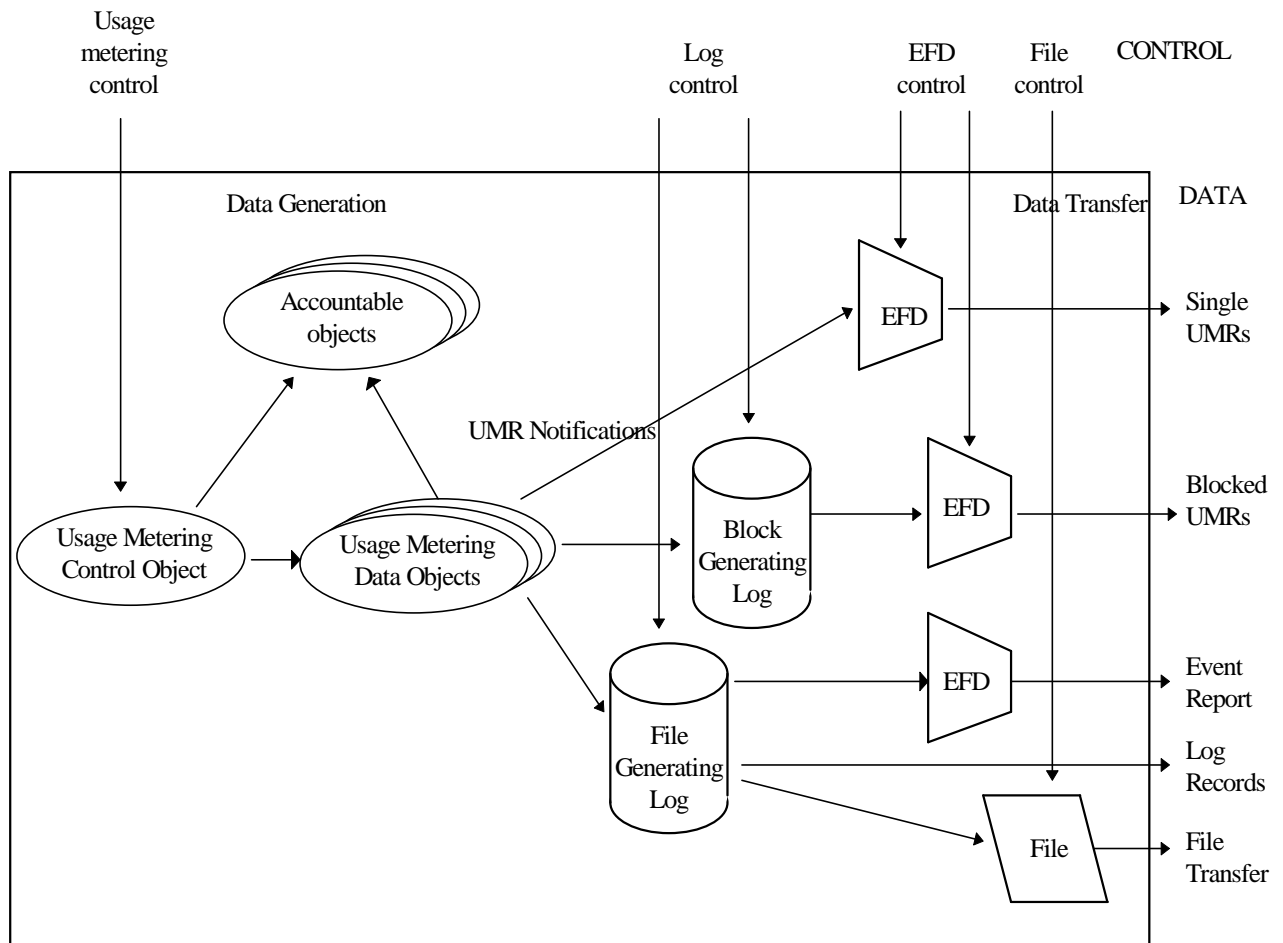 Usage
metering
control
Log
control
EFD
control
File
control
CONTROL
Data Generation
Data Transfer
DATA
Accountable
objects
EFD
Single
UMRs
UMR Notifications
Usage Metering
Control Object
Usage Metering
Data Objects
Block
Generating
Log
EFD
Blocked
UMRs
File
Generating
Log
EFD
Event
Report
Log
Records
File
File
Transfer